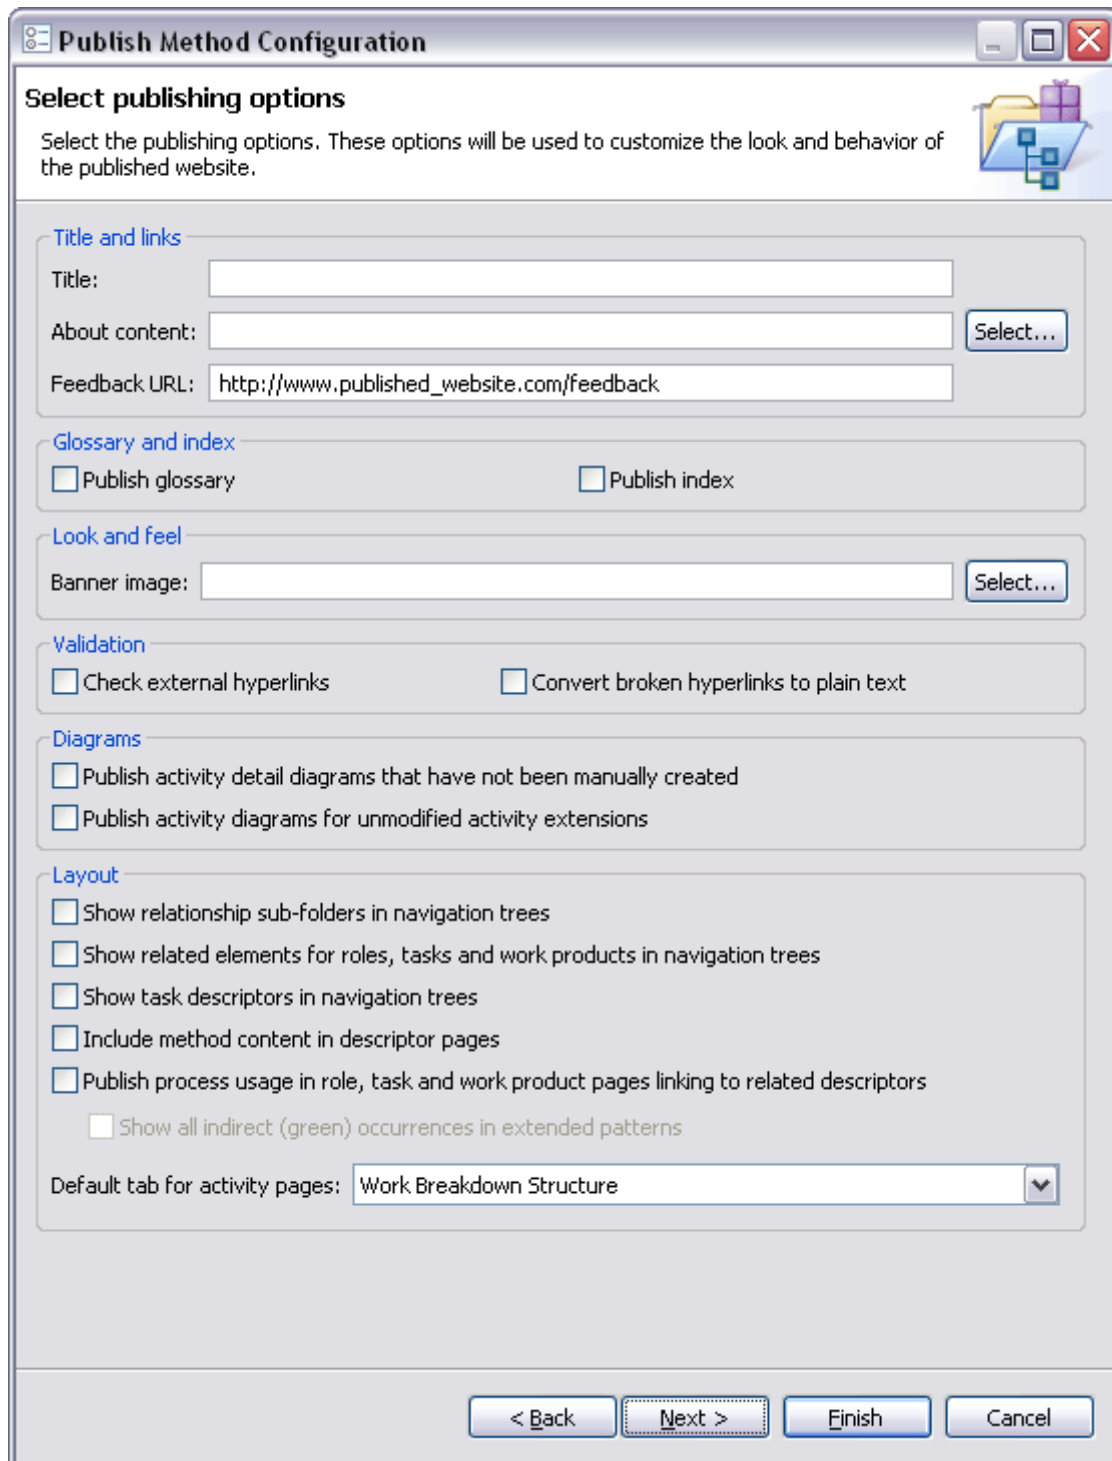 Publish Method Configuration
Select publishing options
Select the publishing options. These options will be used to customize the look and behavior of
the published website.
Title and links
Title:
About content:
Select...
Feedback URL: http://www.published_website.com/feedback
Glossary and index
Publish glossary
Publish index
Look and feel
Banner image:
Select...
Validation
Check external hyperlinks
Convert broken hyperlinks to plain text
Diagrams
Publish activity detail diagrams that have not been manually created
Publish activity diagrams for unmodified activity extensions
Layout
Show relationship sub-folders in navigation trees
Show related elements for roles, tasks and work products in navigation trees
Show task descriptors in navigation trees
Include method content in descriptor pages
Publish process usage in role, task and work product pages linking to related descriptors
Show all indirect (green) occurrences in extended patterns
Default tab for activity pages: Work Breakdown Structure
< Back
Next >
Finish
Cancel